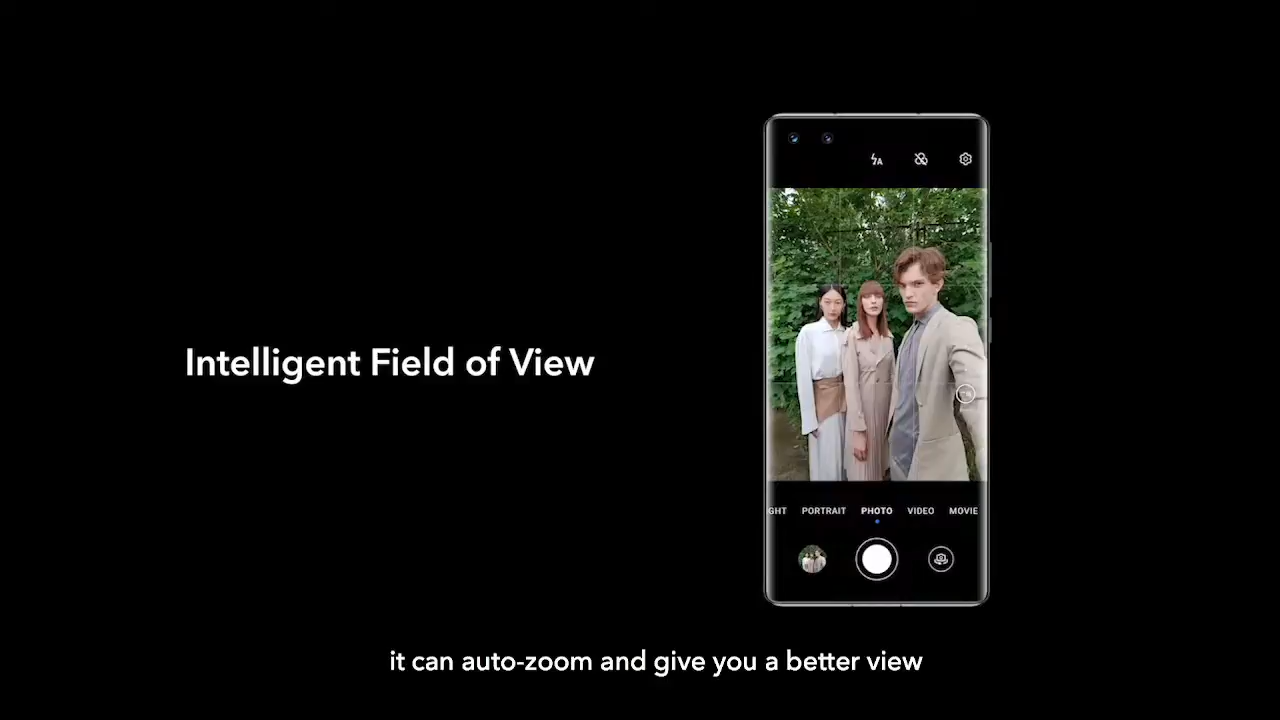 Intelligent Field of View
GHT PORTRAIT PHOTO VIDEO MOVIE
it can auto-zoom and give you a better view